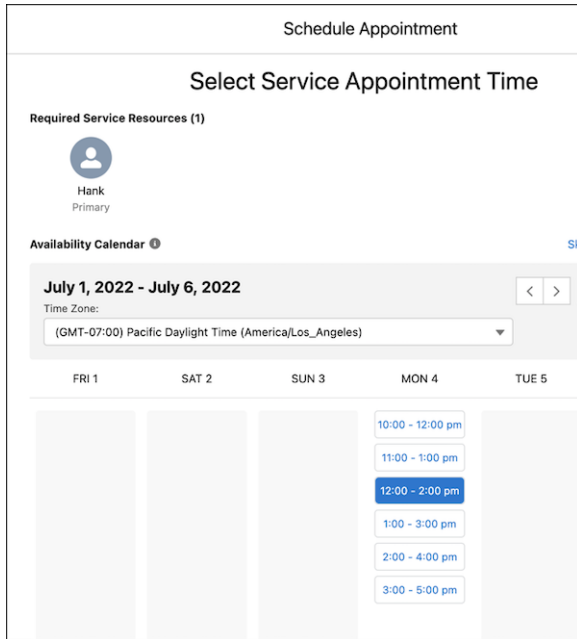 Schedule Appointment
Select Service Appointment Time
Required Service Resources (1)
Hank
Primary
Availability Calendar
July 1, 2022 - July 6, 2022
Time Zone:
(GMT-07:00) Pacific Daylight Time (America/Los_Angeles)
FRI 1 SAT 2 SUN 3 MON 4 TUE 5
10:00 - 12:00 pm
11:00 - 1:00 pm
12:00 - 2:00 pm
1:00 - 3:00 pm
2:00 - 4:00 pm
3:00 - 5:00 pm